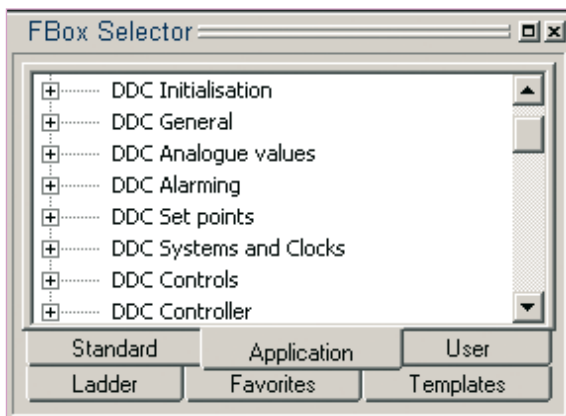 FBox Selector
DDC Initialisation
DDC General
DDC Analogue values
DDC Alarming
DDC Set points
DDC Systems and Clocks
DDC Controls
DDC Controller
Standard Application User
Ladder Favorites Templates